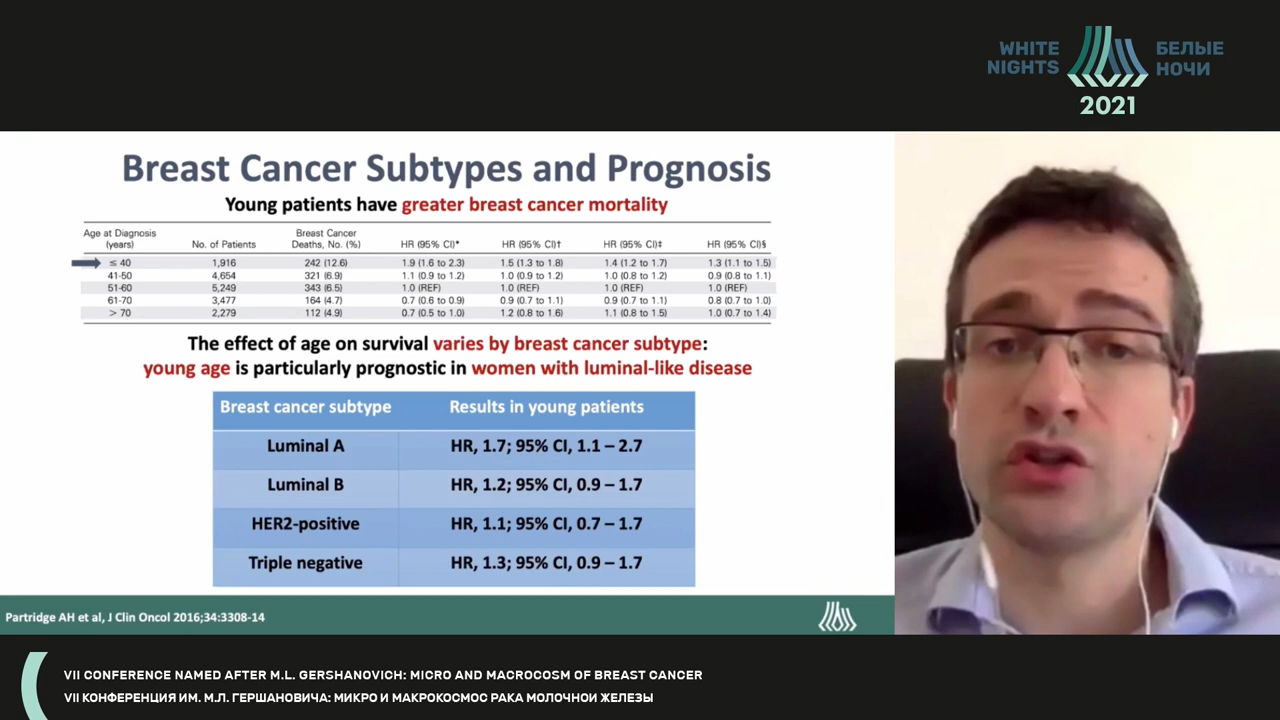 WHITE NIGHTS
БЕЛЫЕ НОЧИ
2021
Breast Cancer Subtypes and Prognosis
Young patients have greater breast cancer mortality
Age at Diagnosis (years) No. of Patients Breast Cancer Deaths, No. (%) HR (95% CI)* HR (95% CI)† HR (95% CI)‡ HR (95% CI)§
≤ 40 1,916 242 (12.6) 1.9 (1.6 to 2.3) 1.5 (1.3 to 1.8) 1.4 (1.2 to 1.7) 1.3 (1.1 to 1.5)
41-50 4,654 321 (6.9) 1.1 (0.9 to 1.2) 1.0 (0.9 to 1.2) 1.0 (0.8 to 1.2) 0.9 (0.8 to 1.1)
51-60 5,249 343 (6.5) 1.0 (REF) 1.0 (REF) 1.0 (REF) 1.0 (REF)
61-70 3,477 164 (4.7) 0.7 (0.6 to 0.9) 0.9 (0.7 to 1.1) 0.9 (0.7 to 1.1) 0.8 (0.7 to 1.0)
> 70 2,279 112 (4.9) 0.7 (0.5 to 1.0) 1.2 (0.8 to 1.6) 1.1 (0.8 to 1.5) 1.0 (0.7 to 1.4)
The effect of age on survival varies by breast cancer subtype:
young age is particularly prognostic in women with luminal-like disease
Breast cancer subtype Results in young patients
Luminal A HR, 1.7; 95% CI, 1.1 – 2.7
Luminal B HR, 1.2; 95% CI, 0.9 – 1.7
HER2-positive HR, 1.1; 95% CI, 0.7 – 1.7
Triple negative HR, 1.3; 95% CI, 0.9 – 1.7
Partridge AH et al, J Clin Oncol 2016;34:3308-14
VII CONFERENCE NAMED AFTER M.L. GERSHANOVICH: MICRO AND MACROCOSM OF BREAST CANCER
VII КОНФЕРЕНЦИЯ ИМ. М.Л. ГЕРШАНОВИЧА: МИКРО И МАКРОКОСМОС РАКА МОЛОЧНОЙ ЖЕЛЕЗЫ